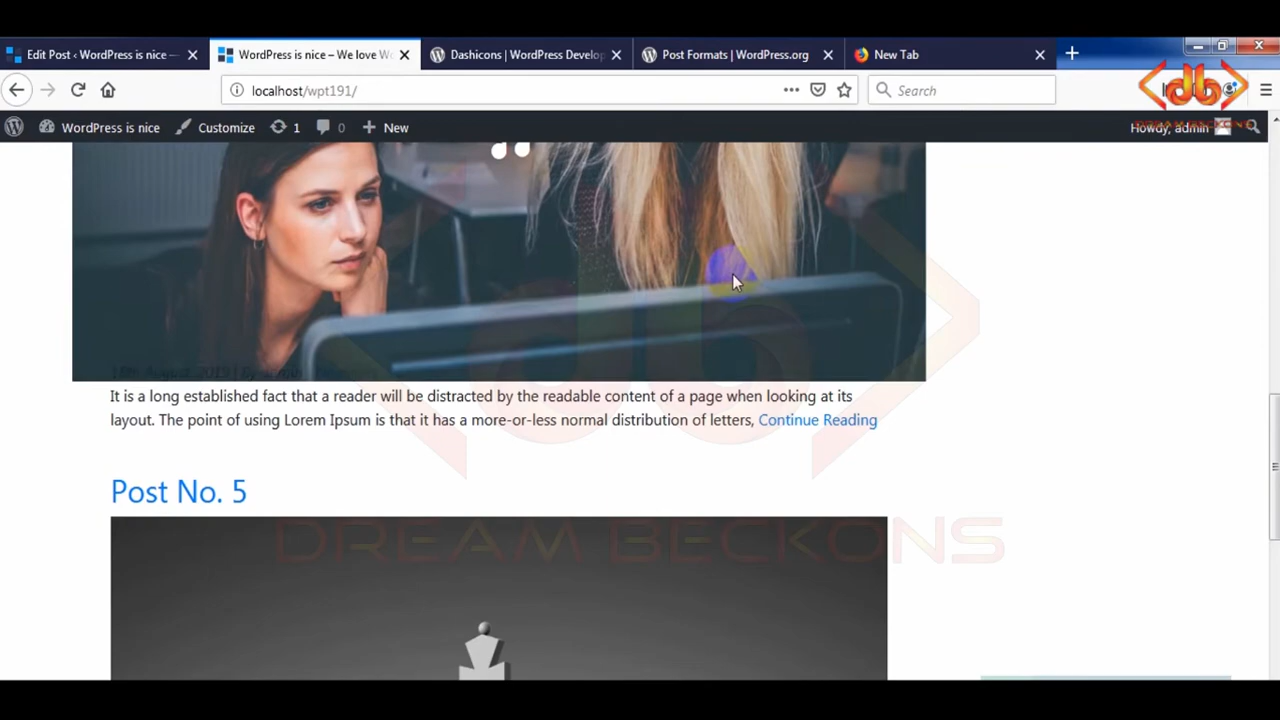 Edit Post ‹ WordPress is nice —
WordPress is nice – We love Wo
Dashicons | WordPress Develop
Post Formats | WordPress.org
New Tab
localhost/wpt191/
Search
WordPress is nice
Customize
1
0
New
Howdy, admin
DREAM BECKONS
It is a long established fact that a reader will be distracted by the readable content of a page when looking at its
layout. The point of using Lorem Ipsum is that it has a more-or-less normal distribution of letters, Continue Reading
Post No. 5
DREAM BECKONS